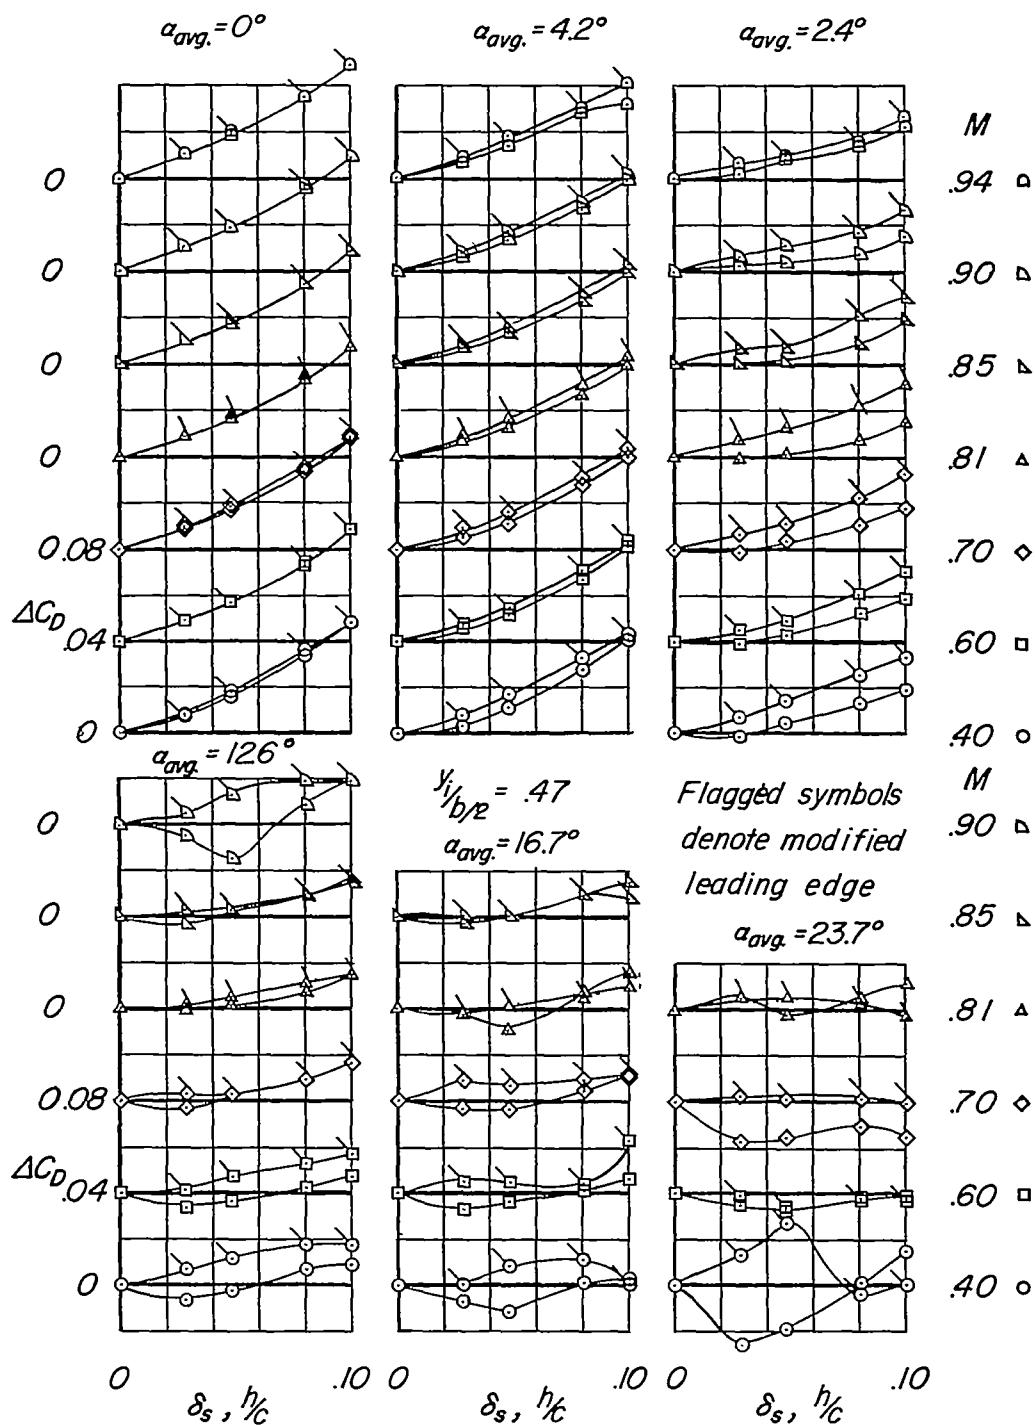 α_avg. = 0° α_avg. = 4.2° α_avg. = 2.4°
M
0 .94
0 .90
0 .85
0 .81
0 .08 .70
ΔC_D
.04 .60
0 .40
α_avg. = 12.6°
M
y_i/b/2 = .47
α_avg. = 16.7°
Flagged symbols
denote modified
leading edge
α_avg. = 23.7°
0 .90
0 .85
0 .81
0 .08 .70
ΔC_D
.04 .60
0 .40
0 .10 0 .10 0 .10
δ_s, h/c δ_s, h/c δ_s, h/c